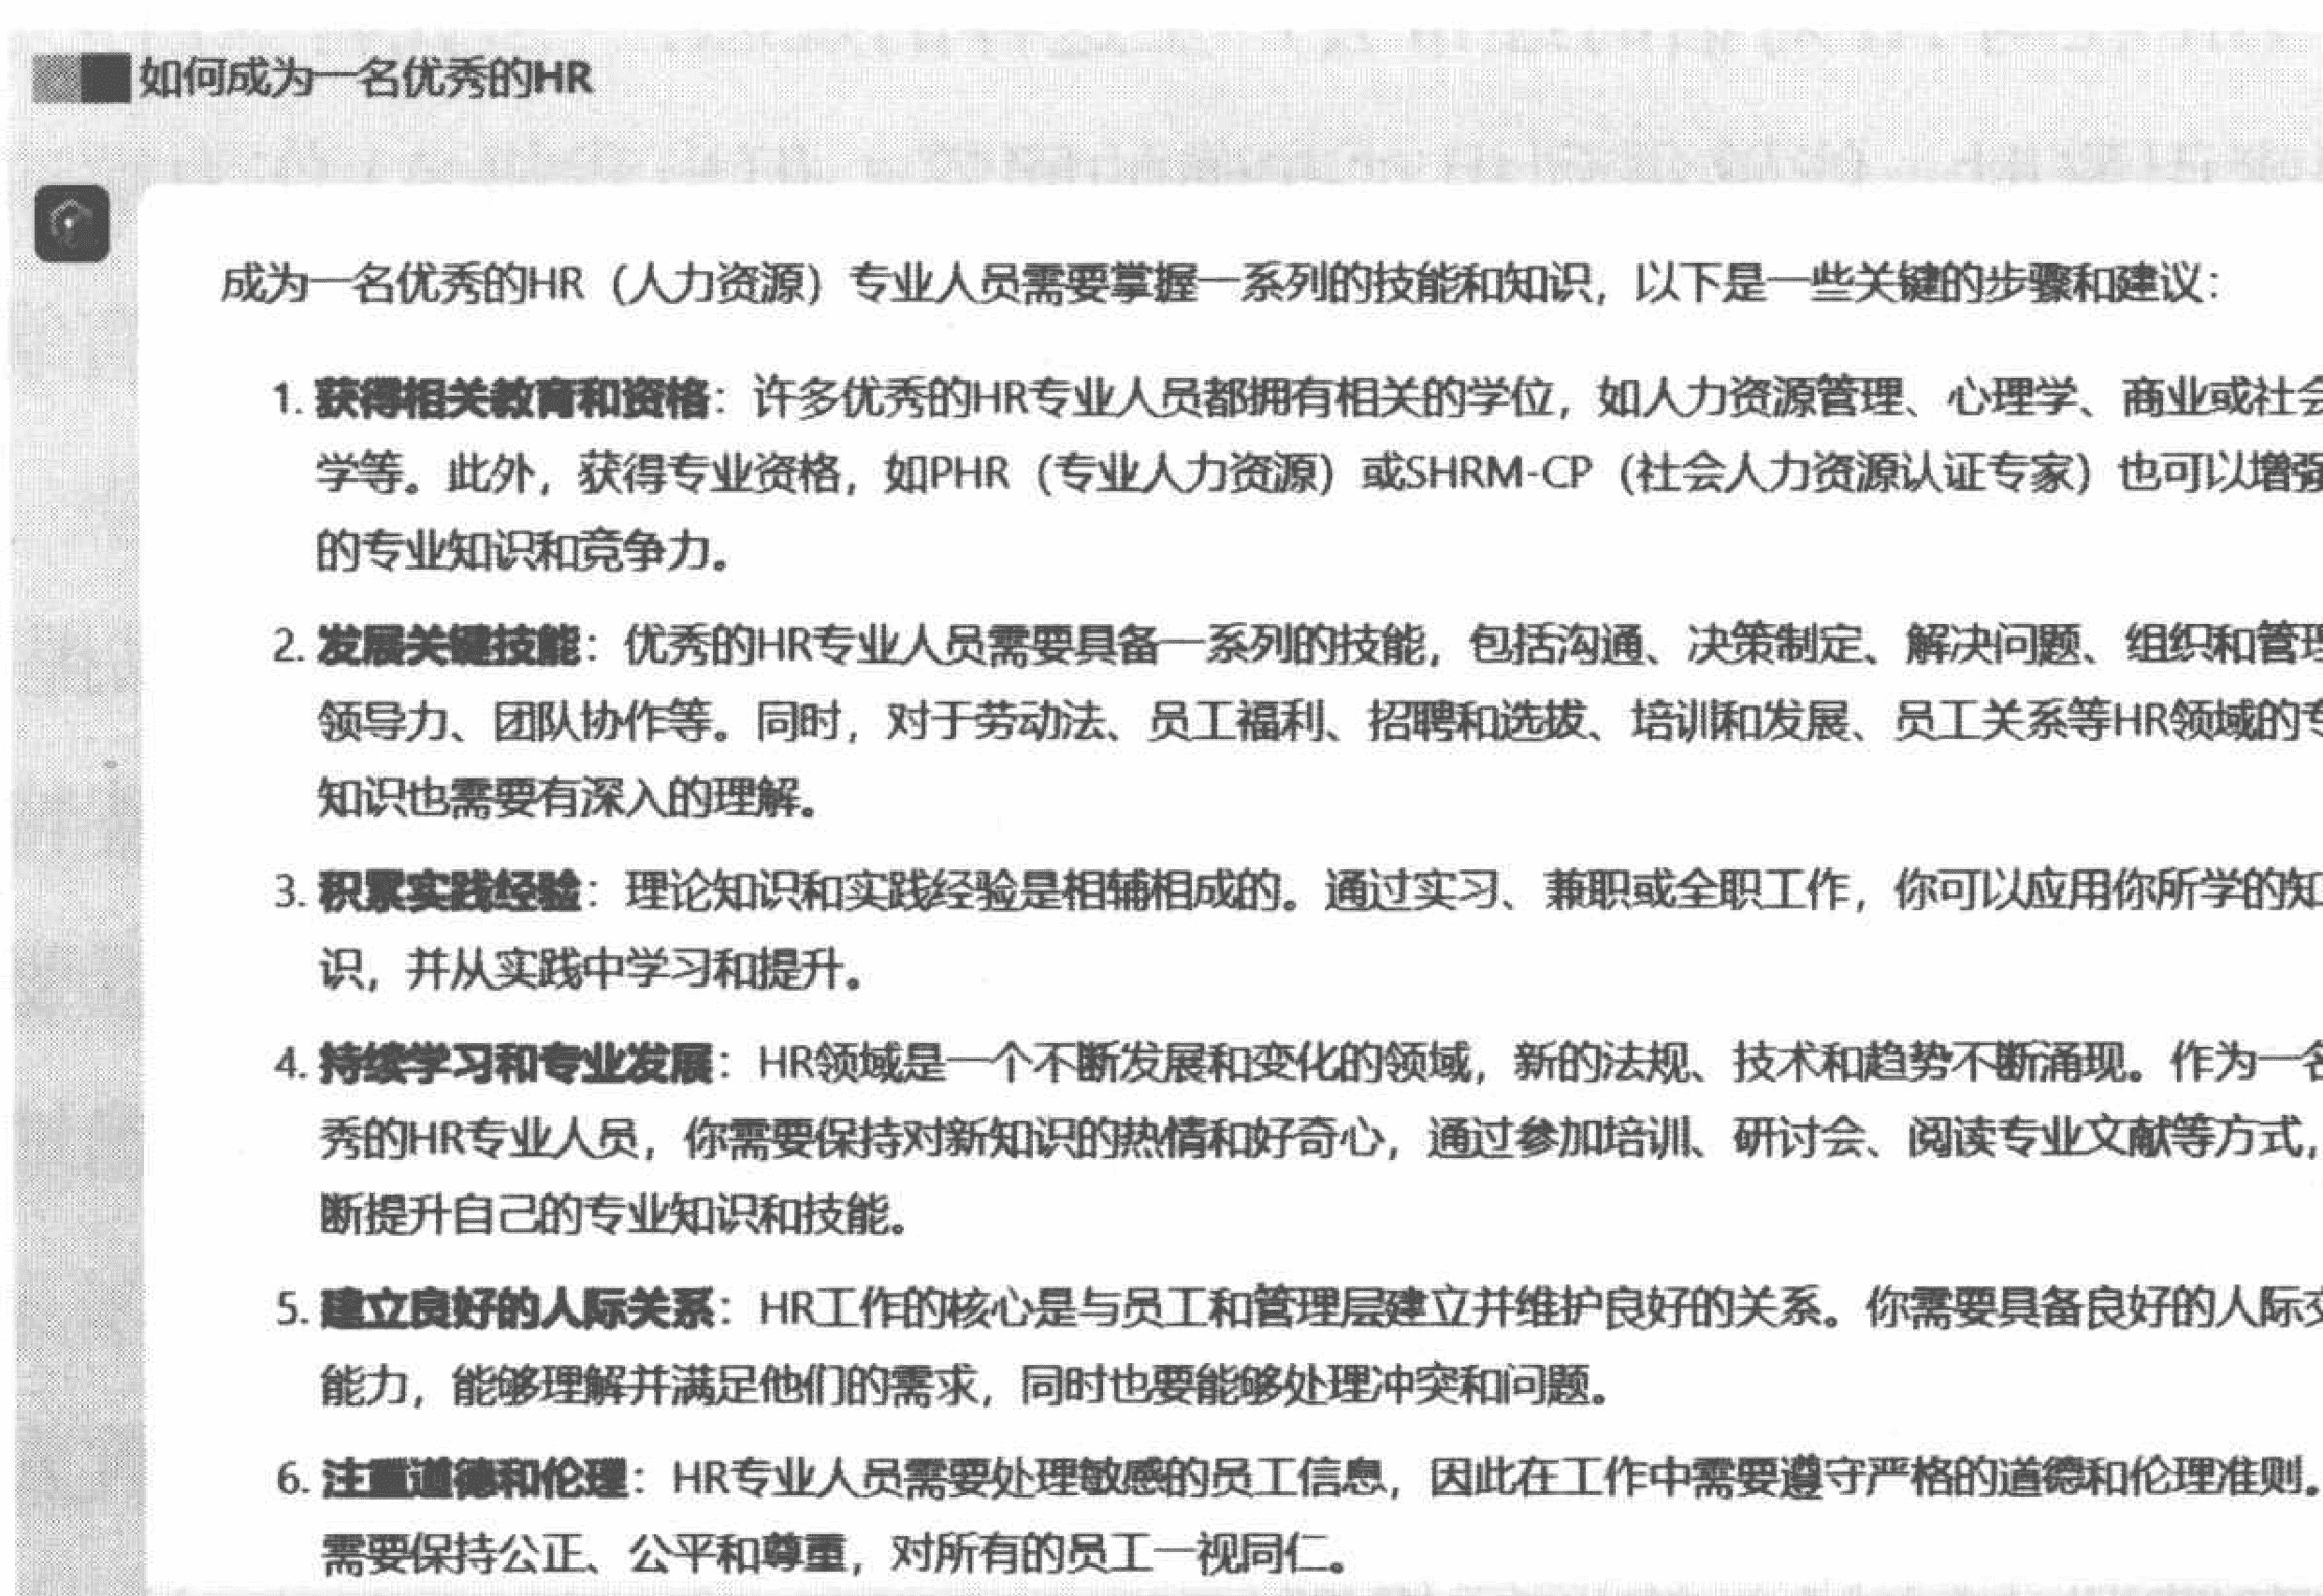 如何成为一名优秀的HR
成为一名优秀的HR（人力资源）专业人员需要掌握一系列的技能和知识，以下是一些关键的步骤和建议：
1. 获得相关教育和资格：许多优秀的HR专业人员都拥有相关的学位，如人力资源管理、心理学、商业或社会
学等。此外，获得专业资格，如PHR（专业人力资源）或SHRM-CP（社会人力资源认证专家）也可以增强
的专业知识和竞争力。
2. 发展关键技能：优秀的HR专业人员需要具备一系列的技能，包括沟通、决策制定、解决问题、组织和管理
领导力、团队协作等。同时，对于劳动法、员工福利、招聘和选拔、培训和发展、员工关系等HR领域的专
知识也需要有深入的理解。
3. 积累实践经验：理论知识和实践经验是相辅相成的。通过实习、兼职或全职工作，你可以应用你所学的知
识，并从实践中学习和提升。
4. 持续学习和专业发展：HR领域是一个不断发展和变化的领域，新的法规、技术和趋势不断涌现。作为一名
秀的HR专业人员，你需要保持对新知识的热情和好奇心，通过参加培训、研讨会、阅读专业文献等方式，
断提升自己的专业知识和技能。
5. 建立良好的人际关系：HR工作的核心是与员工和管理层建立并维护良好的关系。你需要具备良好的人际交
能力，能够理解并满足他们的需求，同时也要能够处理冲突和问题。
6. 注重道德和伦理：HR专业人员需要处理敏感的员工信息，因此在工作中需要遵守严格的道德和伦理准则。
需要保持公正、公平和尊重，对所有的员工一视同仁。